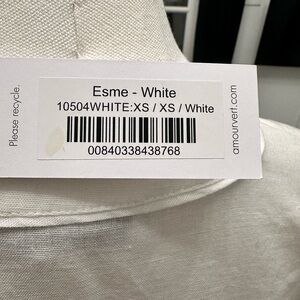 Please recycle.
Esme - White
10504WHITE:XS / XS / White
00840338438768
amourvert.com